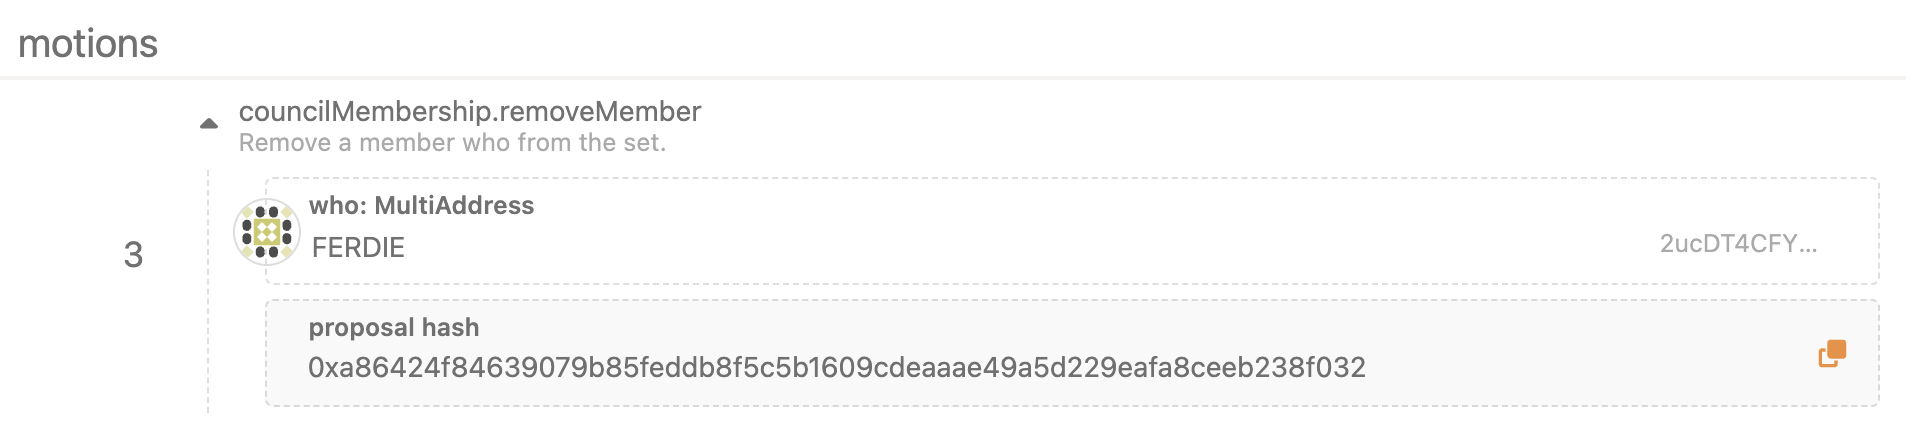 motions
councilMembership.removeMember
Remove a member who from the set.
who: MultiAddress
3
FERDIE
2ucDT4CFY...
proposal hash
0xa86424f84639079b85feddb8f5c5b1609cdeaaae49a5d229eafa8ceeb238f032